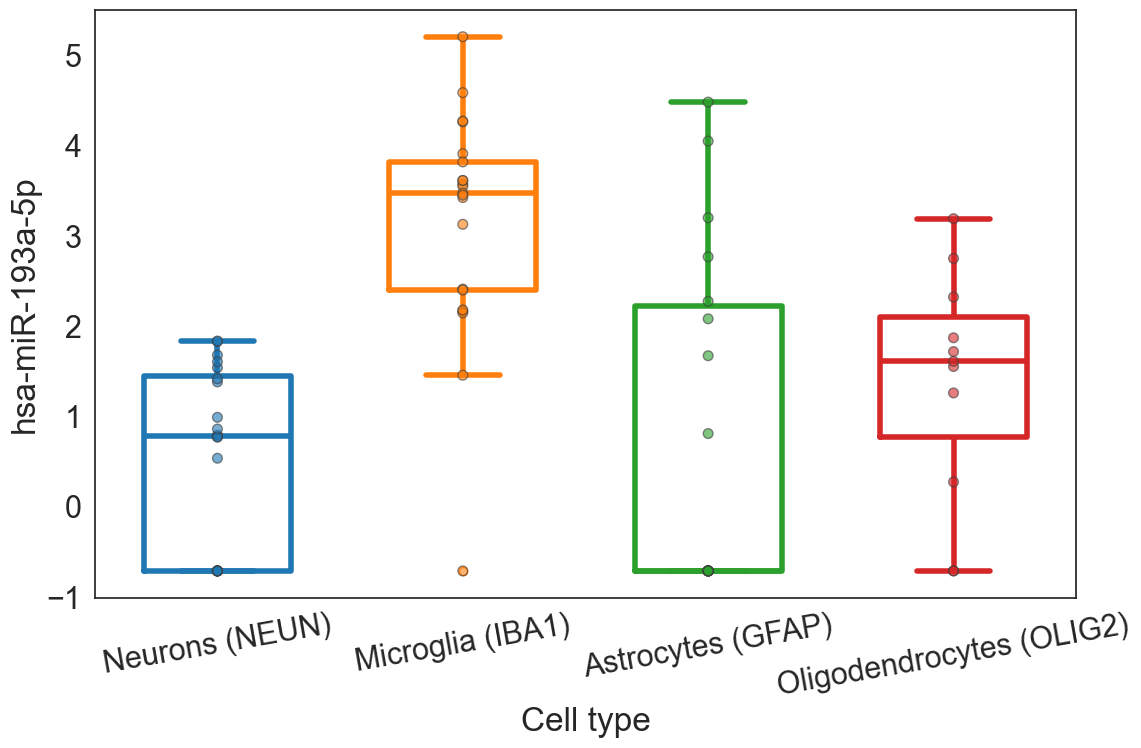 hsa-miR-193a-5p
5
4
3
2
1
0
−1
Neurons (NEUN)
Microglia (IBA1)
Astrocytes (GFAP)
Oligodendrocytes (OLIG2)
Cell type